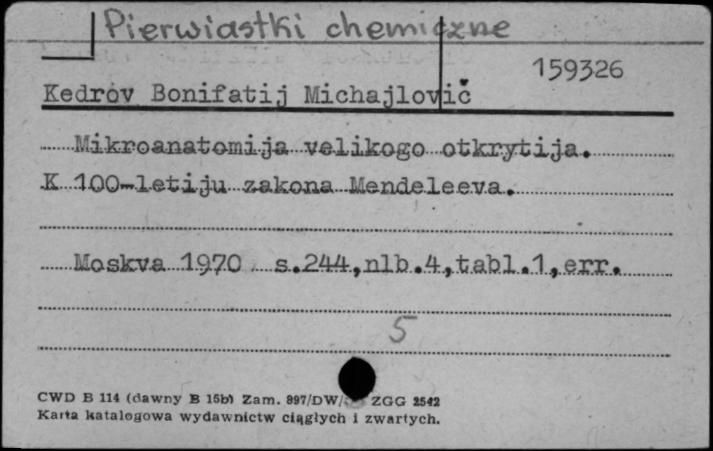 Pierwiastki chemiczne
159326
Kedrov Bonifatij Michajlovič
Mikroanatomija velikogo otkrytija.
K 100-letiju zakona Mendeleeva.
Moskva 1970 s.244,nlb.4,tabl.1,err.
5
CWD B 114 (dawny B 15b) Zam. 897/DW/ ZGG 2542
Karta katalogowa wydawnictw ciągłych i zwartych.